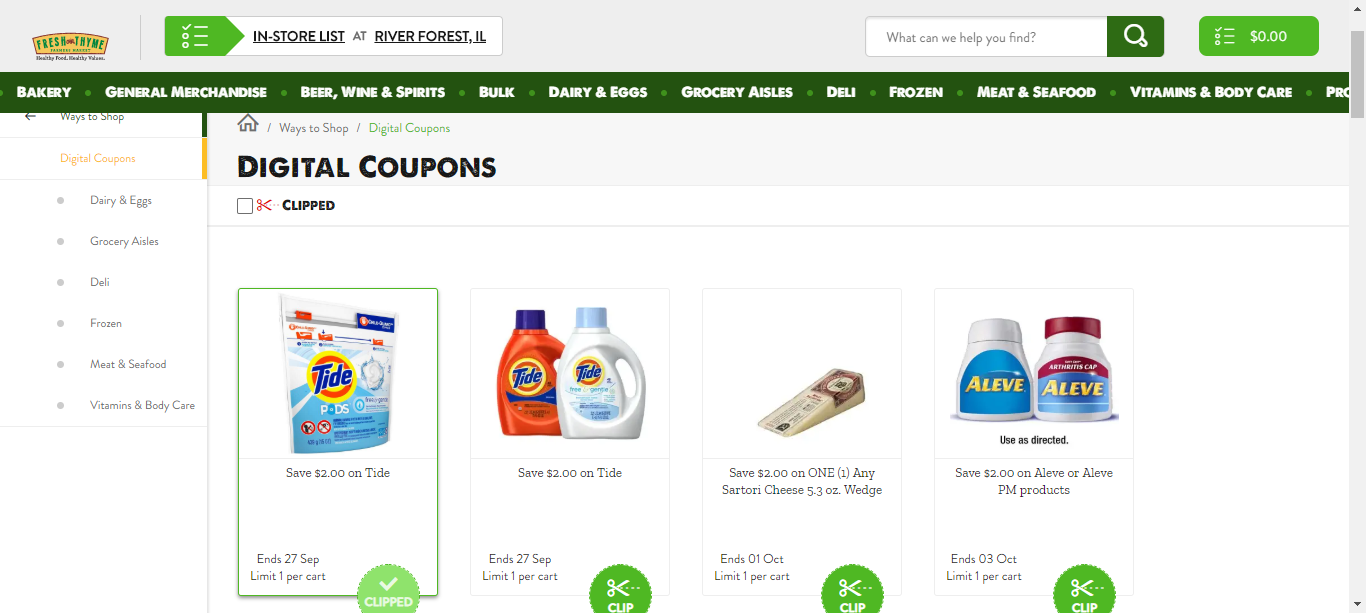 FRESH THYME
FARMERS MARKET
Healthy Food. Healthy Values.
IN-STORE LIST AT RIVER FOREST, IL
What can we help you find?
$0.00
BAKERY GENERAL MERCHANDISE BEER, WINE & SPIRITS BULK DAIRY & EGGS GROCERY AISLES DELI FROZEN MEAT & SEAFOOD VITAMINS & BODY CARE
Ways to Shop
Digital Coupons
Dairy & Eggs
Grocery Aisles
Deli
Frozen
Meat & Seafood
Vitamins & Body Care
/ Ways to Shop / Digital Coupons
DIGITAL COUPONS
CLIPPED
Tide
PODS
Save $2.00 on Tide
Ends 27 Sep
Limit 1 per cart
CLIPPED
Tide
Tide
free & gentle
Save $2.00 on Tide
Ends 27 Sep
Limit 1 per cart
CLIP
Save $2.00 on ONE (1) Any
Sartori Cheese 5.3 oz. Wedge
Ends 01 Oct
Limit 1 per cart
CLIP
ALEVE
ARTHRITIS CAP
ALEVE
Use as directed.
Save $2.00 on Aleve or Aleve
PM products
Ends 03 Oct
Limit 1 per cart
CLIP